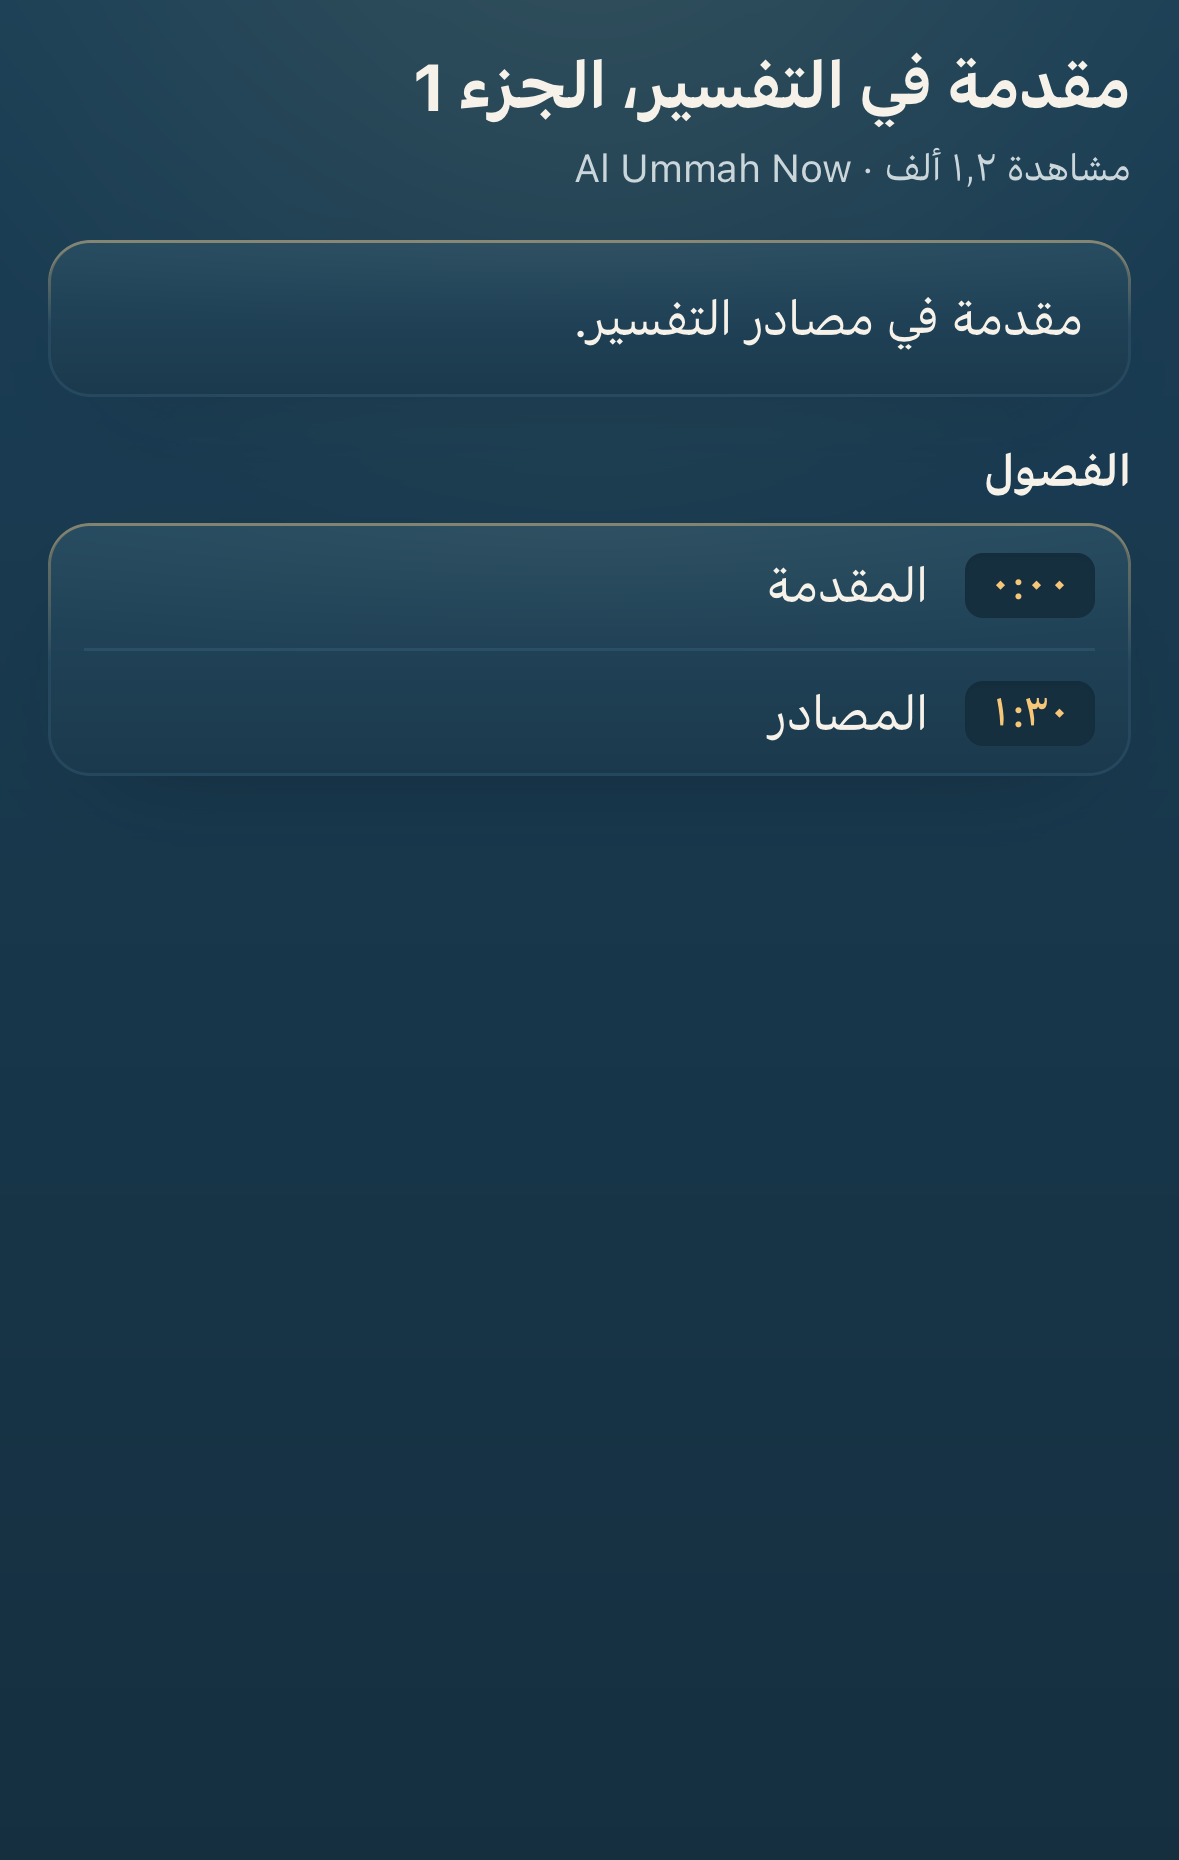 مقدمة في التفسير، الجزء 1
مشاهدة ١,٢ ألف · Al Ummah Now
مقدمة في مصادر التفسير.
الفصول
٠:٠٠ المقدمة
١:٣٠ المصادر